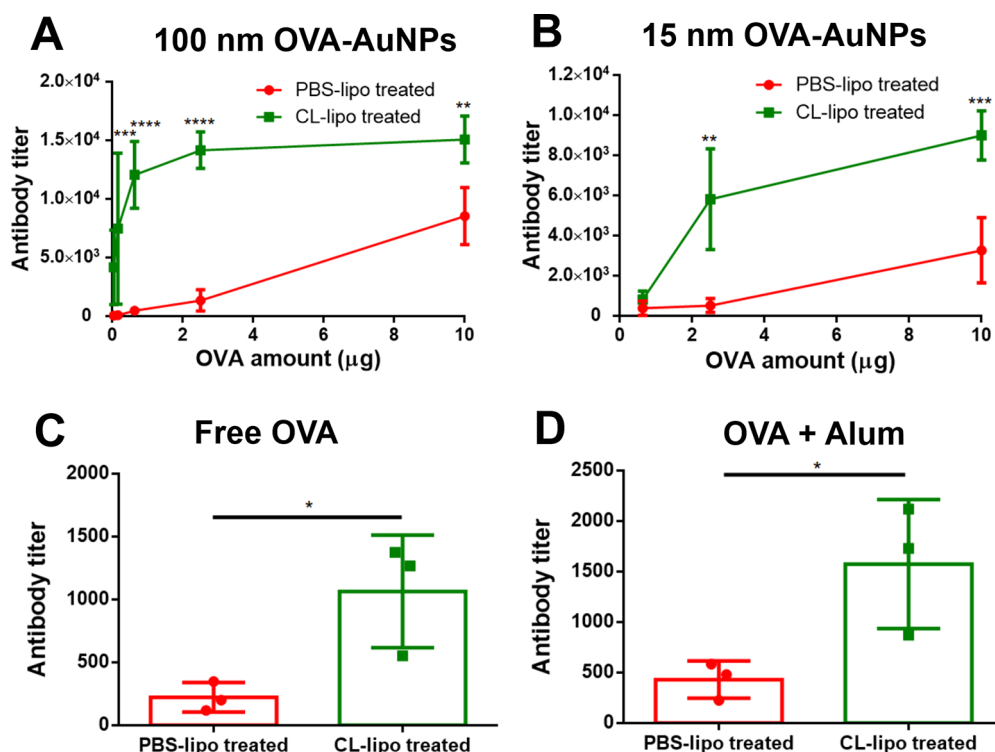 A 100 nm OVA-AuNPs
Antibody titer
2.0×10⁴
1.5×10⁴
1.0×10⁴
5.0×10³
0
PBS-lipo treated
CL-lipo treated
***
****
****
**
0 2 4 6 8 10
OVA amount (μg)
B 15 nm OVA-AuNPs
Antibody titer
1.2×10⁴
1.0×10⁴
8.0×10³
6.0×10³
4.0×10³
2.0×10³
0
PBS-lipo treated
CL-lipo treated
**
***
0 2 4 6 8 10
OVA amount (μg)
C Free OVA
Antibody titer
2000
1500
1000
500
0
*
PBS-lipo treated CL-lipo treated
D OVA + Alum
Antibody titer
2500
2000
1500
1000
500
0
*
PBS-lipo treated CL-lipo treated